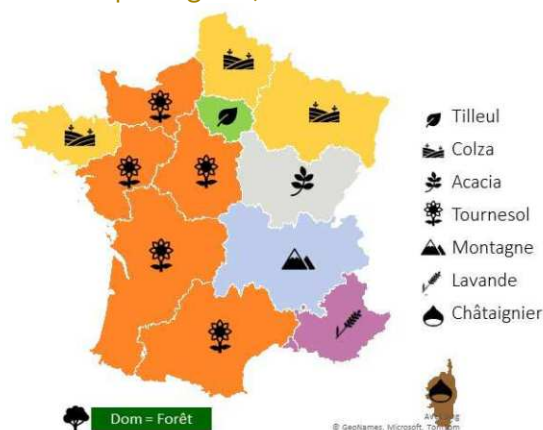 Tilleul
Colza
Acacia
Tournesol
Montagne
Lavande
Châtaignier
Dom = Forêt
© GeoNames, Microsoft, TomTom